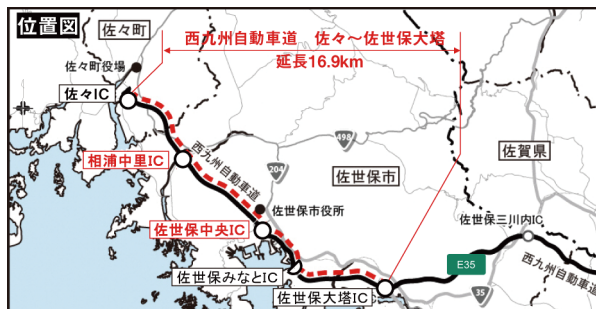 位置図
佐々町
西九州自動車道 佐々～佐世保大塔
延長16.9km
佐々町役場
佐々IC
498
佐賀県
相浦中里IC
西九州自動車道
204
佐世保市
佐世保市役所
佐世保三川内IC
佐世保中央IC
佐世保みなとIC
E35
佐世保大塔IC
35
西九州自動車道